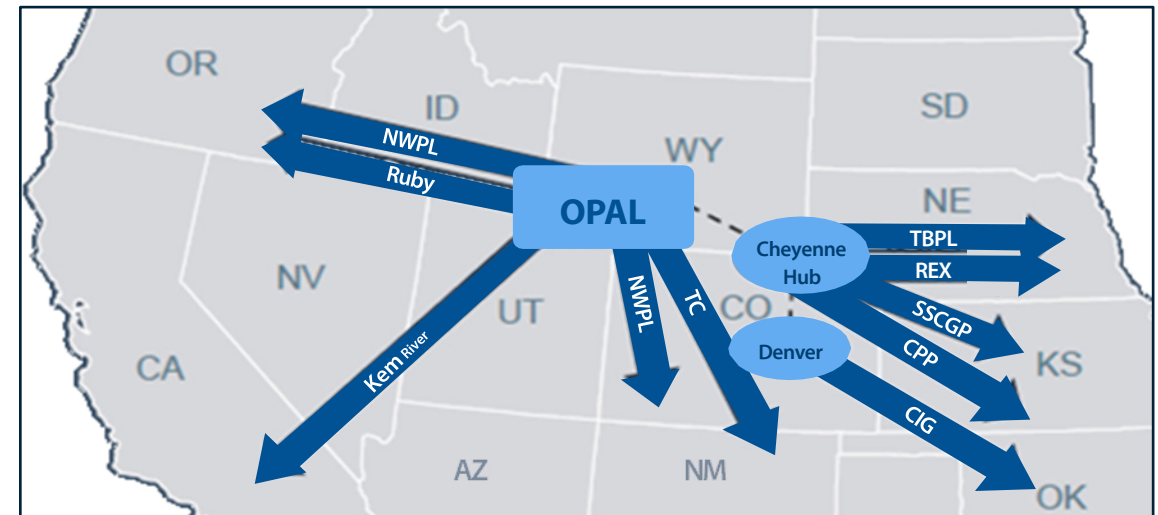 OR
ID
SD
NWPL
WY
Ruby
NE
OPAL
TBPL
Cheyenne
Hub
REX
NV
UT
NWPL
TC
CO
SSCGP
CPP
Denver
Kem River
CA
KS
CIG
AZ
NM
OK